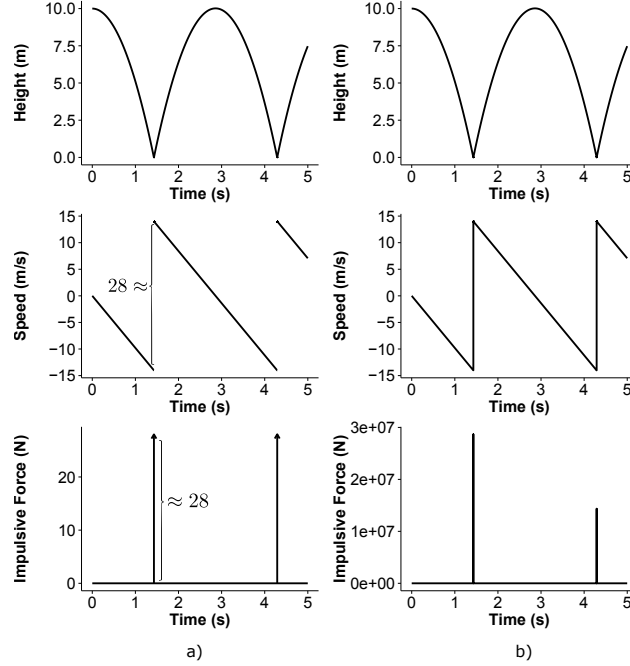 Height (m)
10.0
7.5
5.0
2.5
0.0
0 1 2 3 4 5
Time (s)
Height (m)
10.0
7.5
5.0
2.5
0.0
0 1 2 3 4 5
Time (s)
Speed (m/s)
15
10
5
0
−5
−10
−15
28 ≈
0 1 2 3 4 5
Time (s)
Speed (m/s)
15
10
5
0
−5
−10
−15
0 1 2 3 4 5
Time (s)
Impulsive Force (N)
20
10
0
≈ 28
0 1 2 3 4 5
Time (s)
Impulsive Force (N)
3e+07
2e+07
1e+07
0e+00
0 1 2 3 4 5
Time (s)
a)
b)